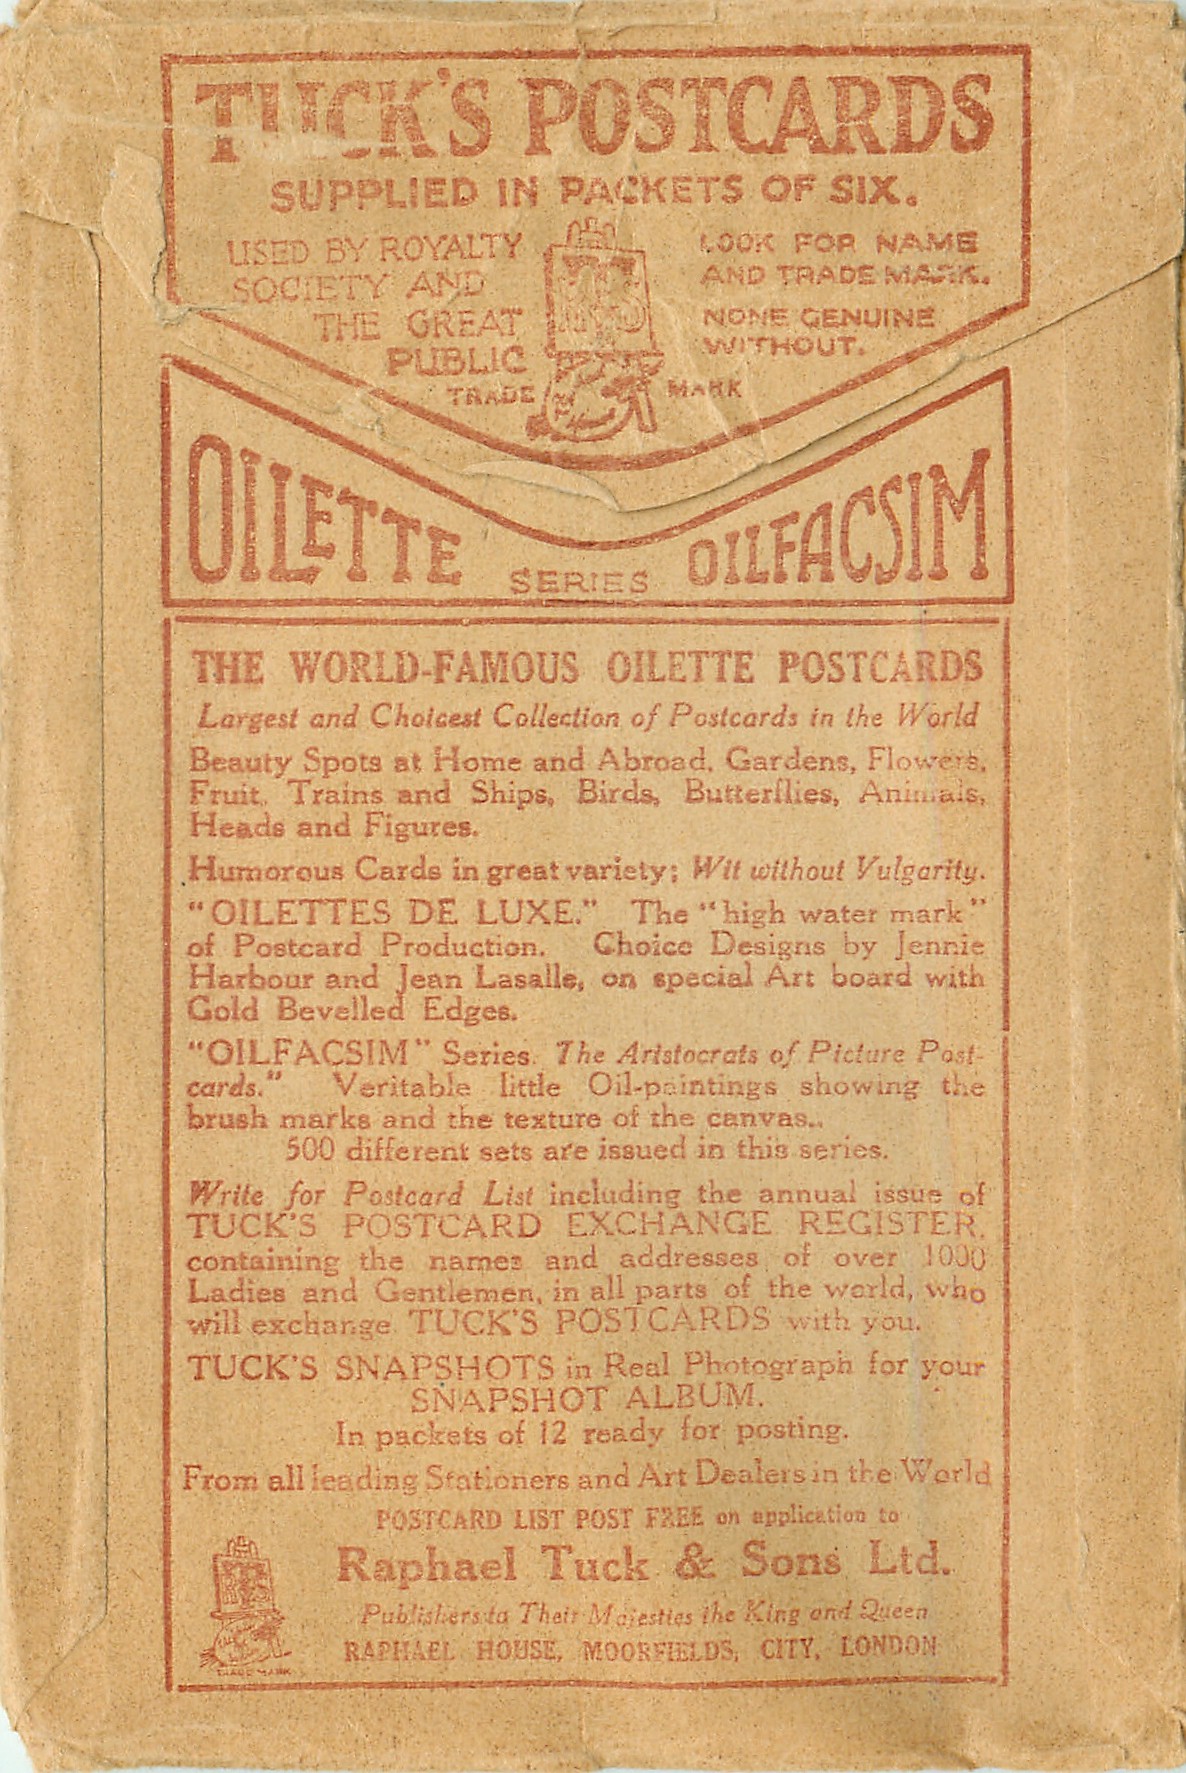 TUCK'S POSTCARDS
SUPPLIED IN PACKETS OF SIX.
USED BY ROYALTY
SOCIETY AND
THE GREAT
PUBLIC
LOOK FOR NAME
AND TRADE MARK.
NONE GENUINE
WITHOUT.
TRADE MARK
OILETTE SERIES OILFACSIM
THE WORLD-FAMOUS OILETTE POSTCARDS
Largest and Choicest Collection of Postcards in the World
Beauty Spots at Home and Abroad, Gardens, Flowers,
Fruit, Trains and Ships, Birds, Butterflies, Animals,
Heads and Figures.
Humorous Cards in great variety; Wit without Vulgarity.
"OILETTES DE LUXE." The "high water mark"
of Postcard Production. Choice Designs by Jennie
Harbour and Jean Lasalle, on special Art board with
Gold Bevelled Edges.
"OILFACSIM" Series. The Aristocrats of Picture Post-
cards." Veritable little Oil-paintings showing the
brush marks and the texture of the canvas..
500 different sets are issued in this series.
Write for Postcard List including the annual issue of
TUCK'S POSTCARD EXCHANGE REGISTER,
containing the names and addresses of over 1000
Ladies and Gentlemen, in all parts of the world, who
will exchange TUCK'S POSTCARDS with you.
TUCK'S SNAPSHOTS in Real Photograph for your
SNAPSHOT ALBUM.
In packets of 12 ready for posting.
From all leading Stationers and Art Dealers in the World
POSTCARD LIST POST FREE on application to
Raphael Tuck & Sons Ltd.
Publishers to Their Majesties the King and Queen
RAPHAEL HOUSE, MOORFIELDS, CITY, LONDON
TRADE MARK